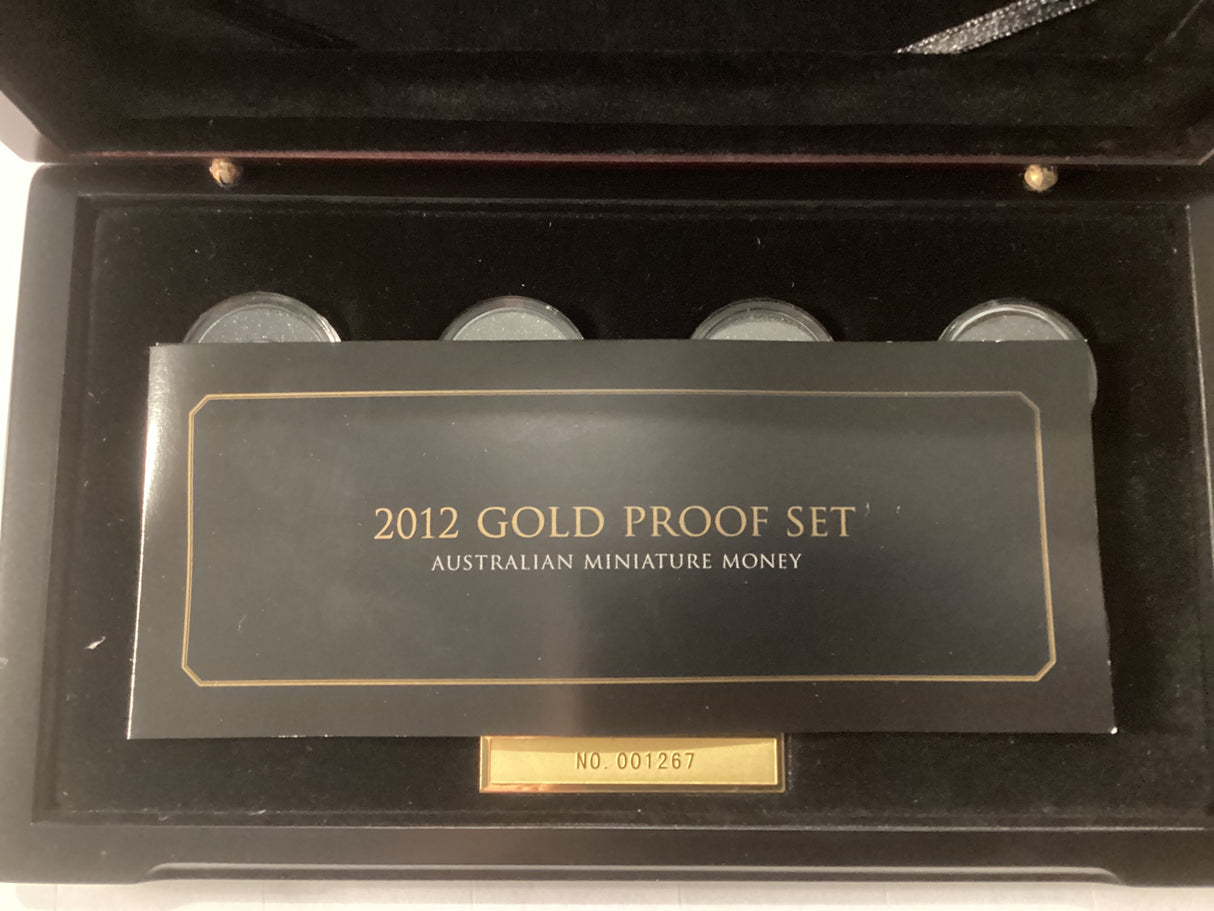 2012 GOLD PROOF SET
AUSTRALIAN MINIATURE MONEY
NO. 001267